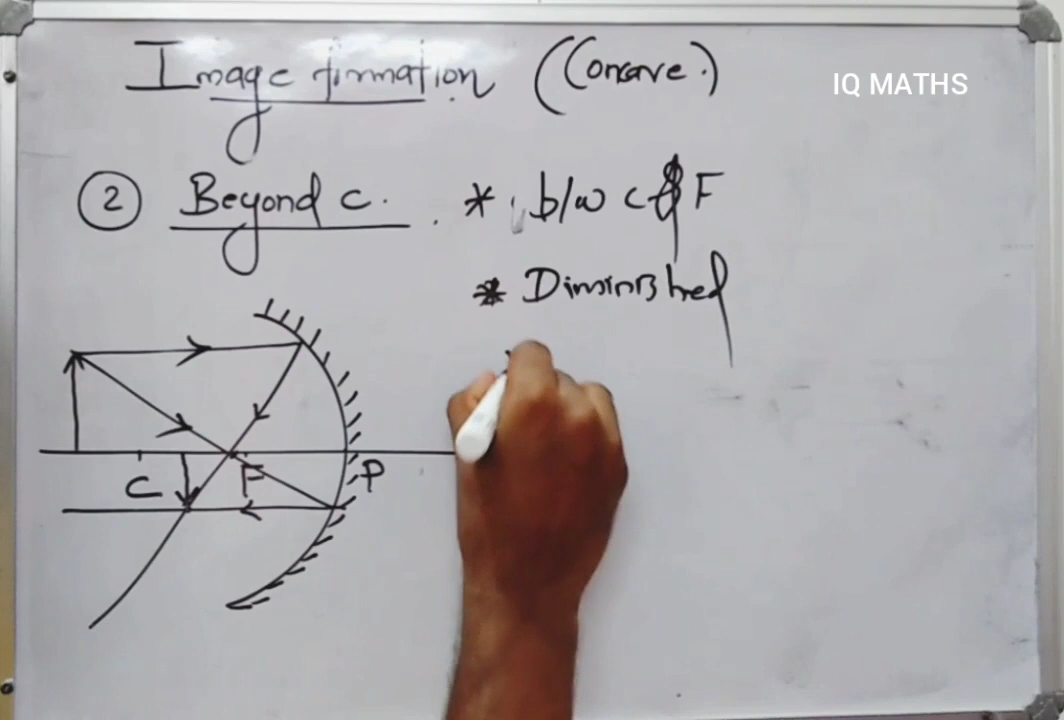 Image formation (Concave.)
IQ MATHS
2 Beyond C. * b/w C & F
* Diminished
C F P